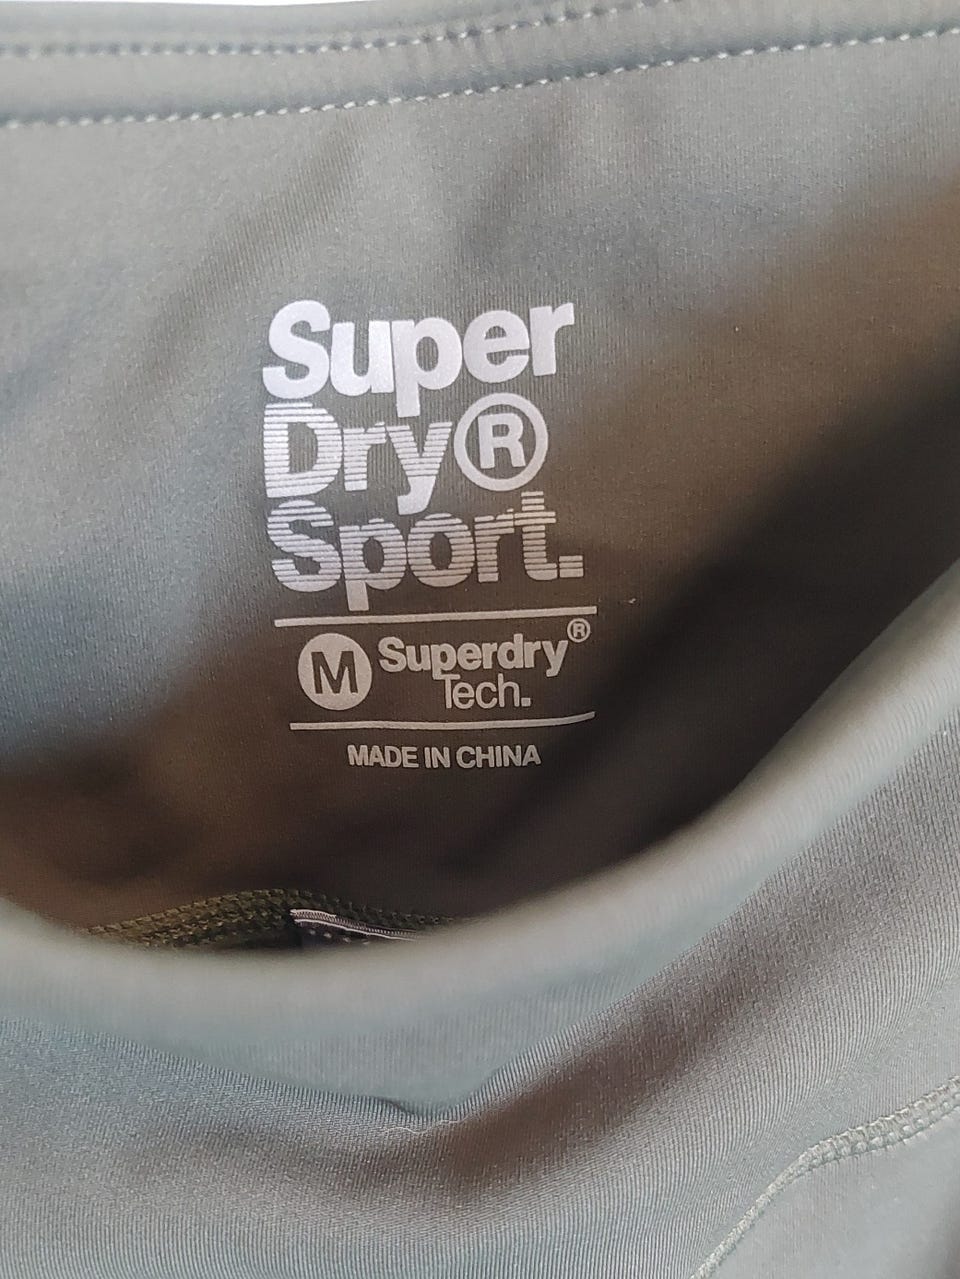 Super
Dry®
Sport.
M Superdry®
Tech.
MADE IN CHINA